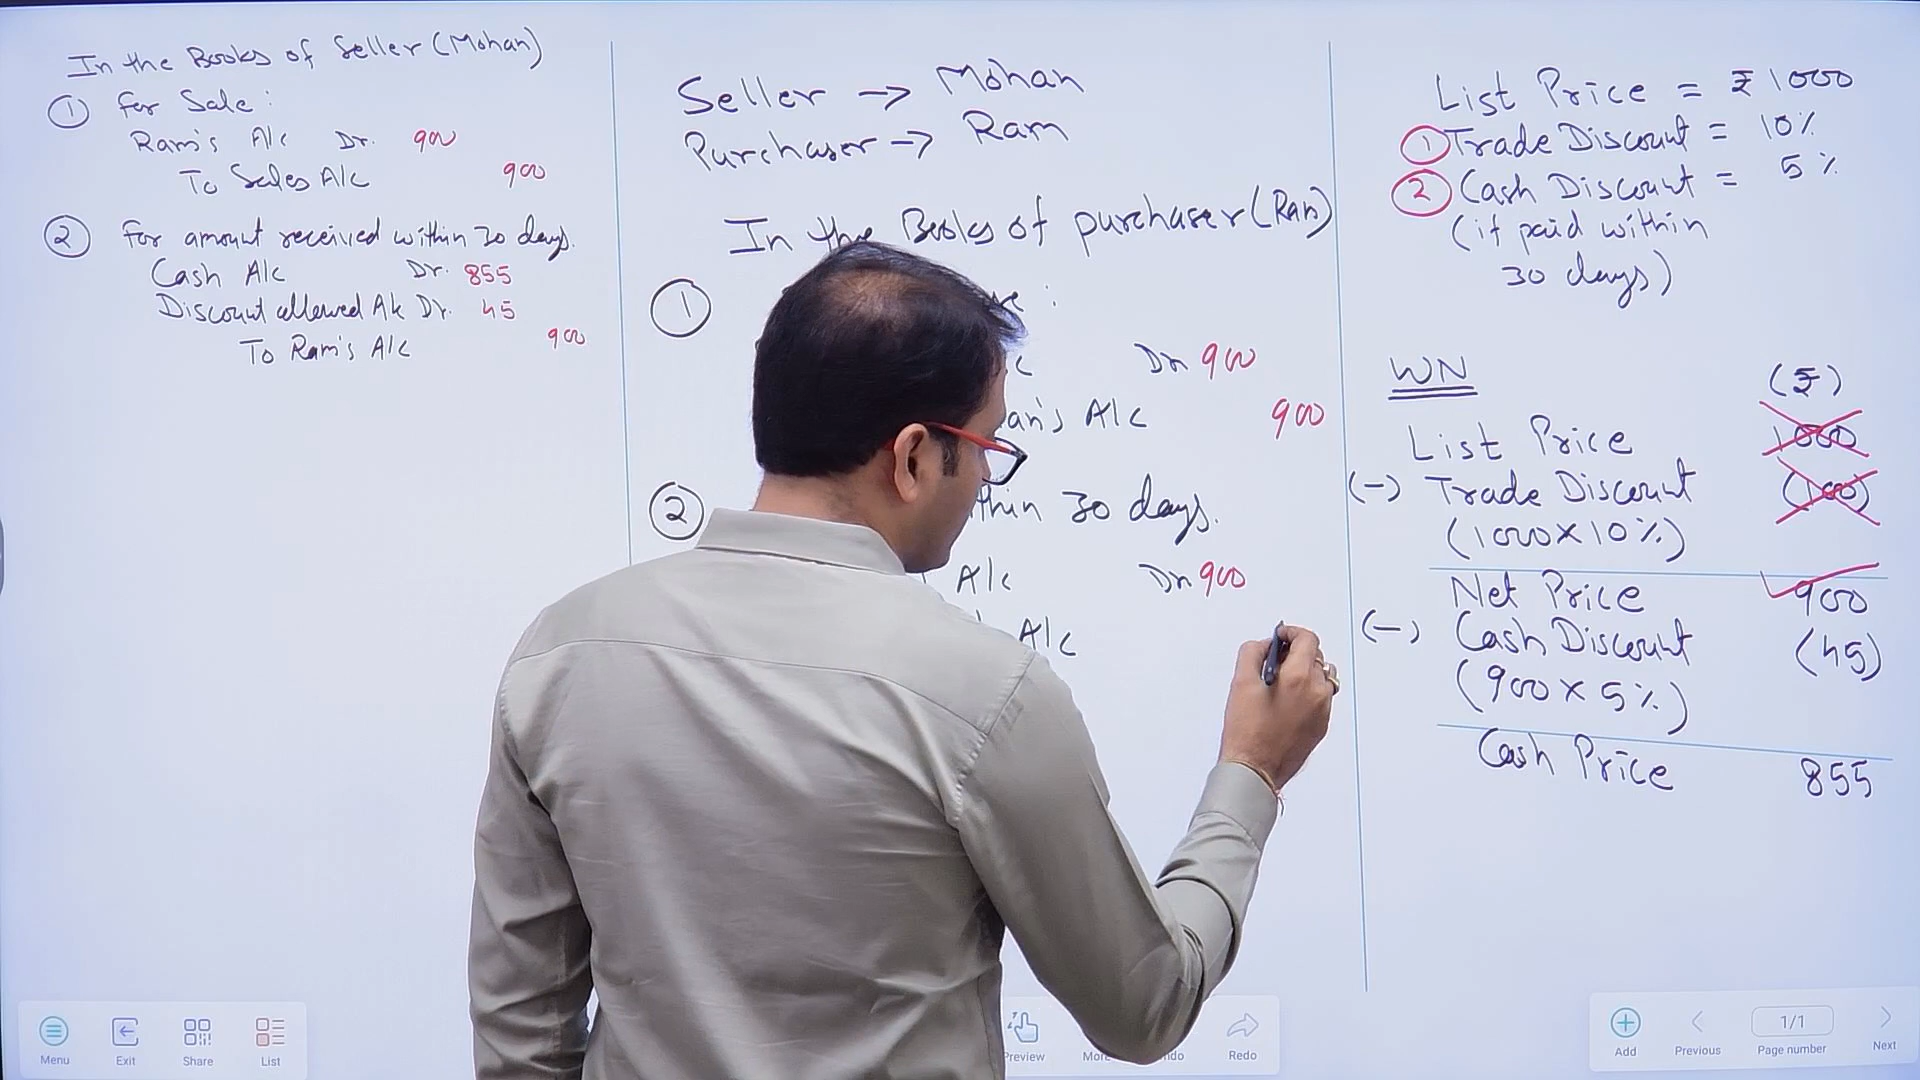 In the Books of Seller (Mohan)
① For Sale:
Ram's A/c Dr. 900
To Sales A/c 900
② For amount received within 30 days.
Cash A/c Dr. 855
Discount allowed A/c Dr. 45
To Ram's A/c 900
Seller → Mohan
Purchaser → Ram
In the Books of purchaser (Ram)
①
Dr 900
an's A/c 900
② thin 30 days.
A/c Dr 900
A/c
List Price = ₹ 1000
① Trade Discount = 10%
② Cash Discount = 5%
(if paid within
30 days)
WN (₹)
List Price 1000
(-) Trade Discount (100)
(1000 × 10%)
Net Price 900
(-) Cash Discount (45)
(900 × 5%)
Cash Price 855
Menu Exit Share List
Preview More ndo Redo
Add Previous 1/1 Page number Next